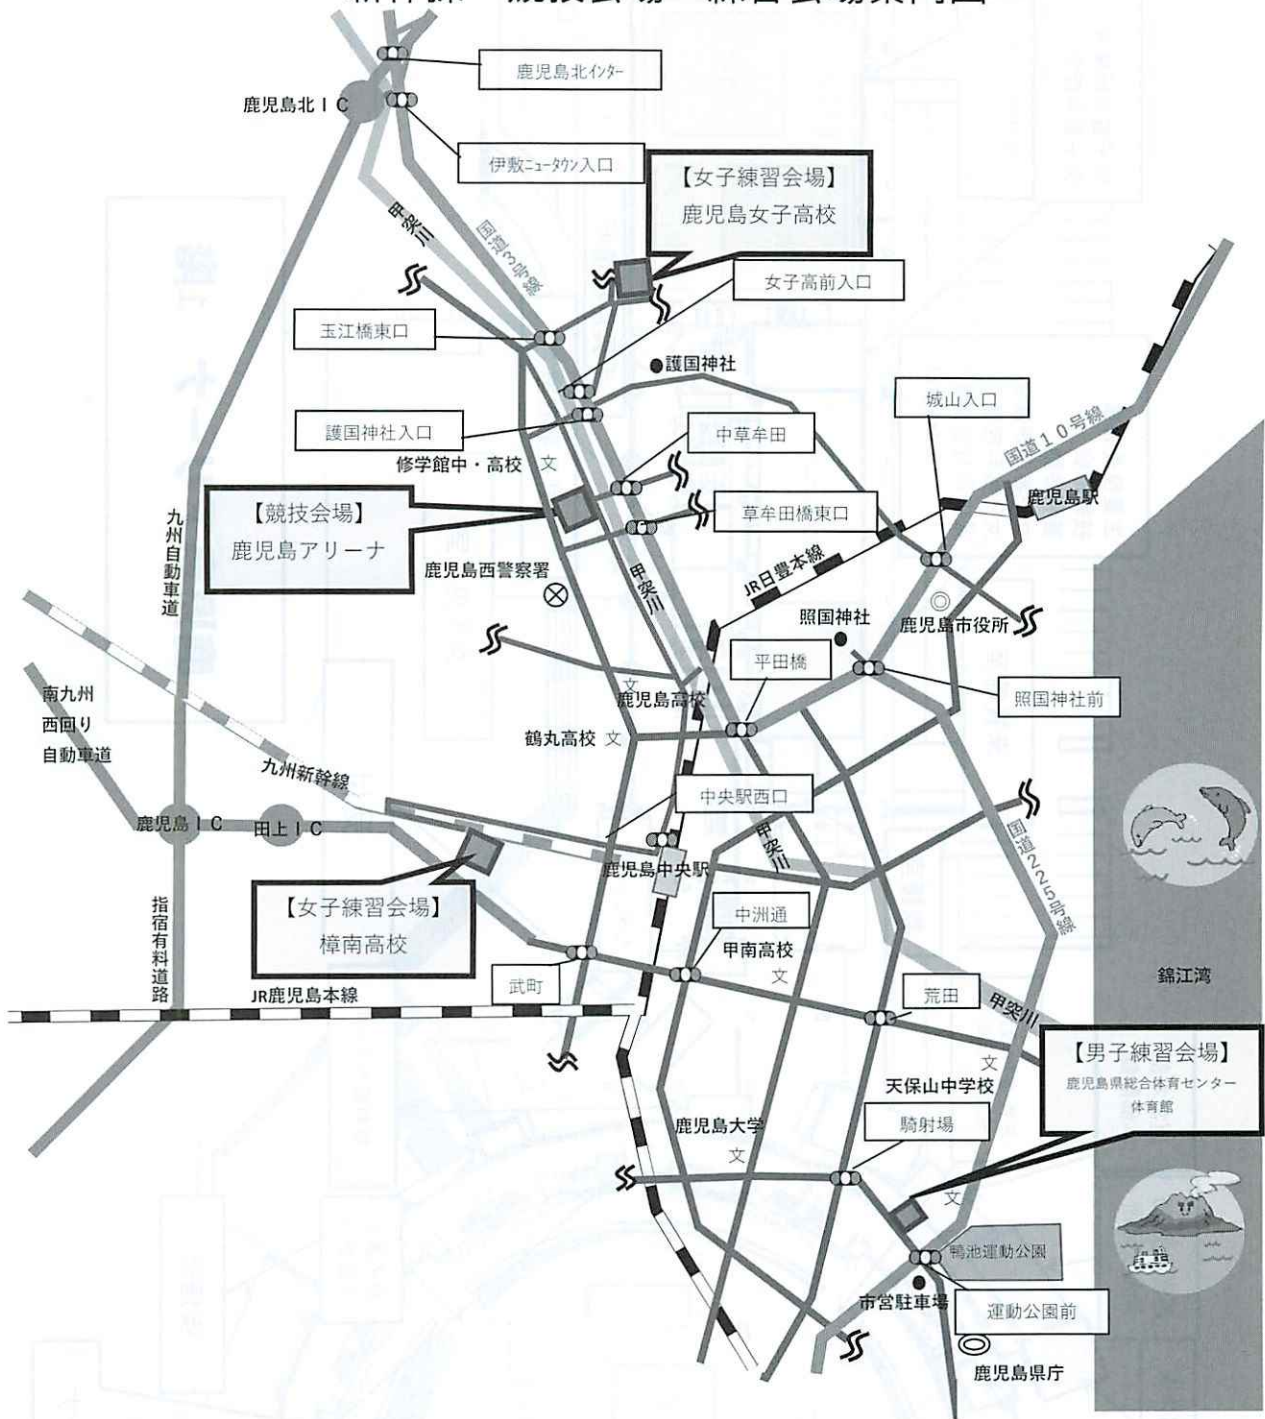 鹿児島北インター
鹿児島北IC
伊敷ニュータウン入口
【女子練習会場】
鹿児島女子高校
甲突川
国道3号線
女子高前入口
玉江橋東口
護国神社
城山入口
護国神社入口
中草牟田
国道10号線
修学館中・高校
文
鹿児島駅
【競技会場】
鹿児島アリーナ
草牟田橋東口
九州自動車道
鹿児島西警察署
甲突川
JR日豊本線
照国神社
鹿児島市役所
平田橋
文
鹿児島高校
照国神社前
南九州
西回り
自動車道
鶴丸高校 文
九州新幹線
中央駅西口
鹿児島IC
田上IC
甲突川
国道225号線
鹿児島中央駅
【女子練習会場】
樟南高校
中洲通
指宿有料道路
甲南高校
文
武町
荒田
錦江湾
JR鹿児島本線
甲突川
【男子練習会場】
鹿児島県総合体育センター
体育館
文
天保山中学校
騎射場
鹿児島大学
文
文
鴨池運動公園
市営駐車場
運動公園前
鹿児島県庁